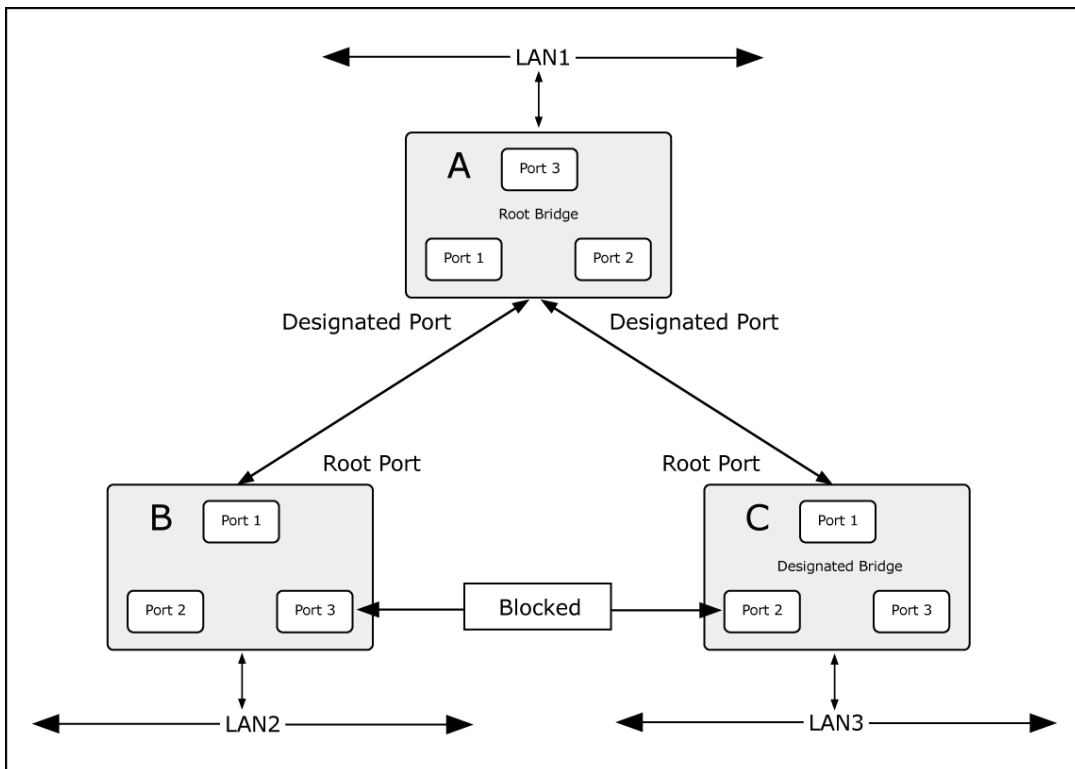 LAN1
A
Port 3
Root Bridge
Port 1
Port 2
Designated Port
Designated Port
Root Port
Root Port
B
Port 1
Port 2
Port 3
Blocked
C
Port 1
Designated Bridge
Port 2
Port 3
LAN2
LAN3